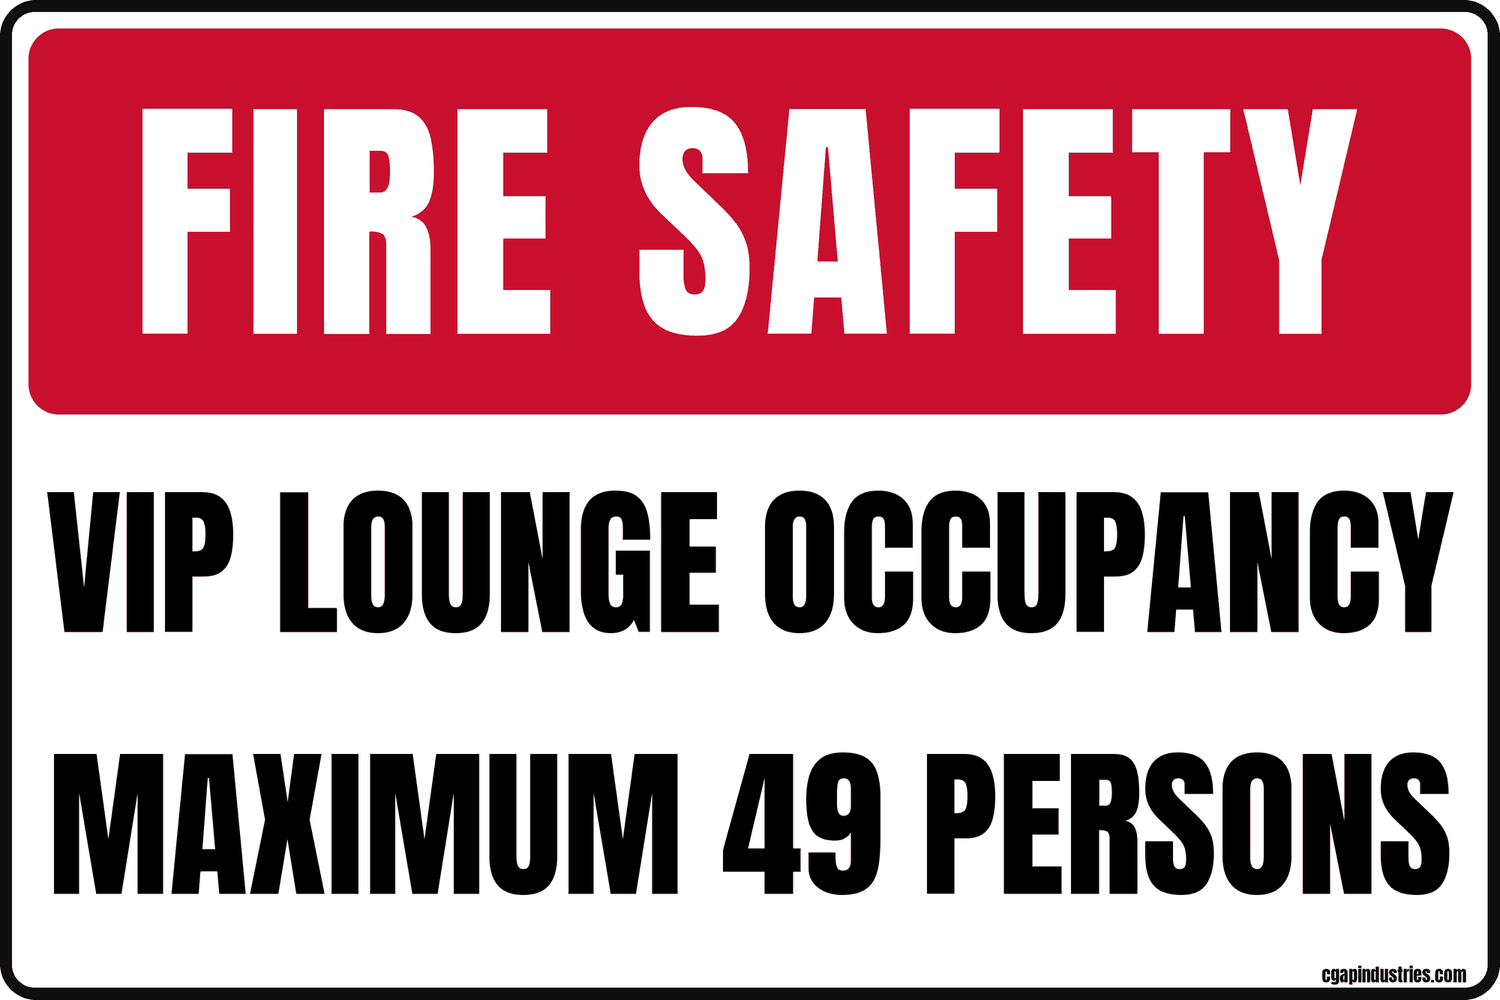 FIRE SAFETY
VIP LOUNGE OCCUPANCY
MAXIMUM 49 PERSONS
cgapindustries.com